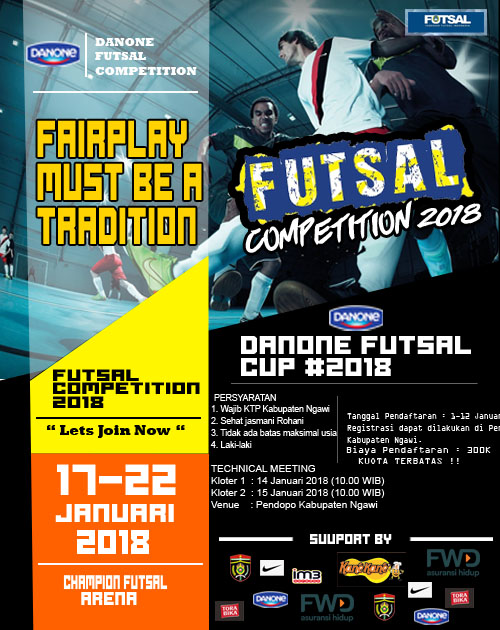 DANONE
DANONE
FUTSAL
COMPETITION
FUTSAL
FAIRPLAY
MUST BE A
TRADITION
FUTSAL
COMPETITION 2018
DANONE
DANONE FUTSAL
CUP #2018
FUTSAL
COMPETITION
2018
“ Lets Join Now “
17-22
JANUARI
2018
CHAMPION FUTSAL
ARENA
PERSYARATAN
1. Wajib KTP Kabupaten Ngawi
2. Sehat jasmani Rohani
3. Tidak ada batas maksimal usia
4. Laki-laki
Tanggal Pendaftaran : 1-12 Januar
Registrasi dapat dilakukan di Per
Kabupaten Ngawi.
Biaya Pendaftaran : 300K
KUOTA TERBATAS !!
TECHNICAL MEETING
Kloter 1 : 14 Januari 2018 (10.00 WIB)
Kloter 2 : 15 Januari 2018 (10.00 WIB)
Venue : Pendopo Kabupaten Ngawi
SUUPORT BY
im3
FWD
asuransi hidup
TORA
BIKA
DANONE
FWD
asuransi hidup
DANONE
TORA
BIKA